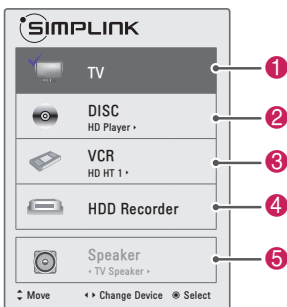 SIMPLINK
TV
1
DISC
HD Player ▸
2
VCR
HD HT 1 ▸
3
HDD Recorder
4
Speaker
◂ TV Speaker ▸
5
Move ◂ ▸ Change Device ◉ Select